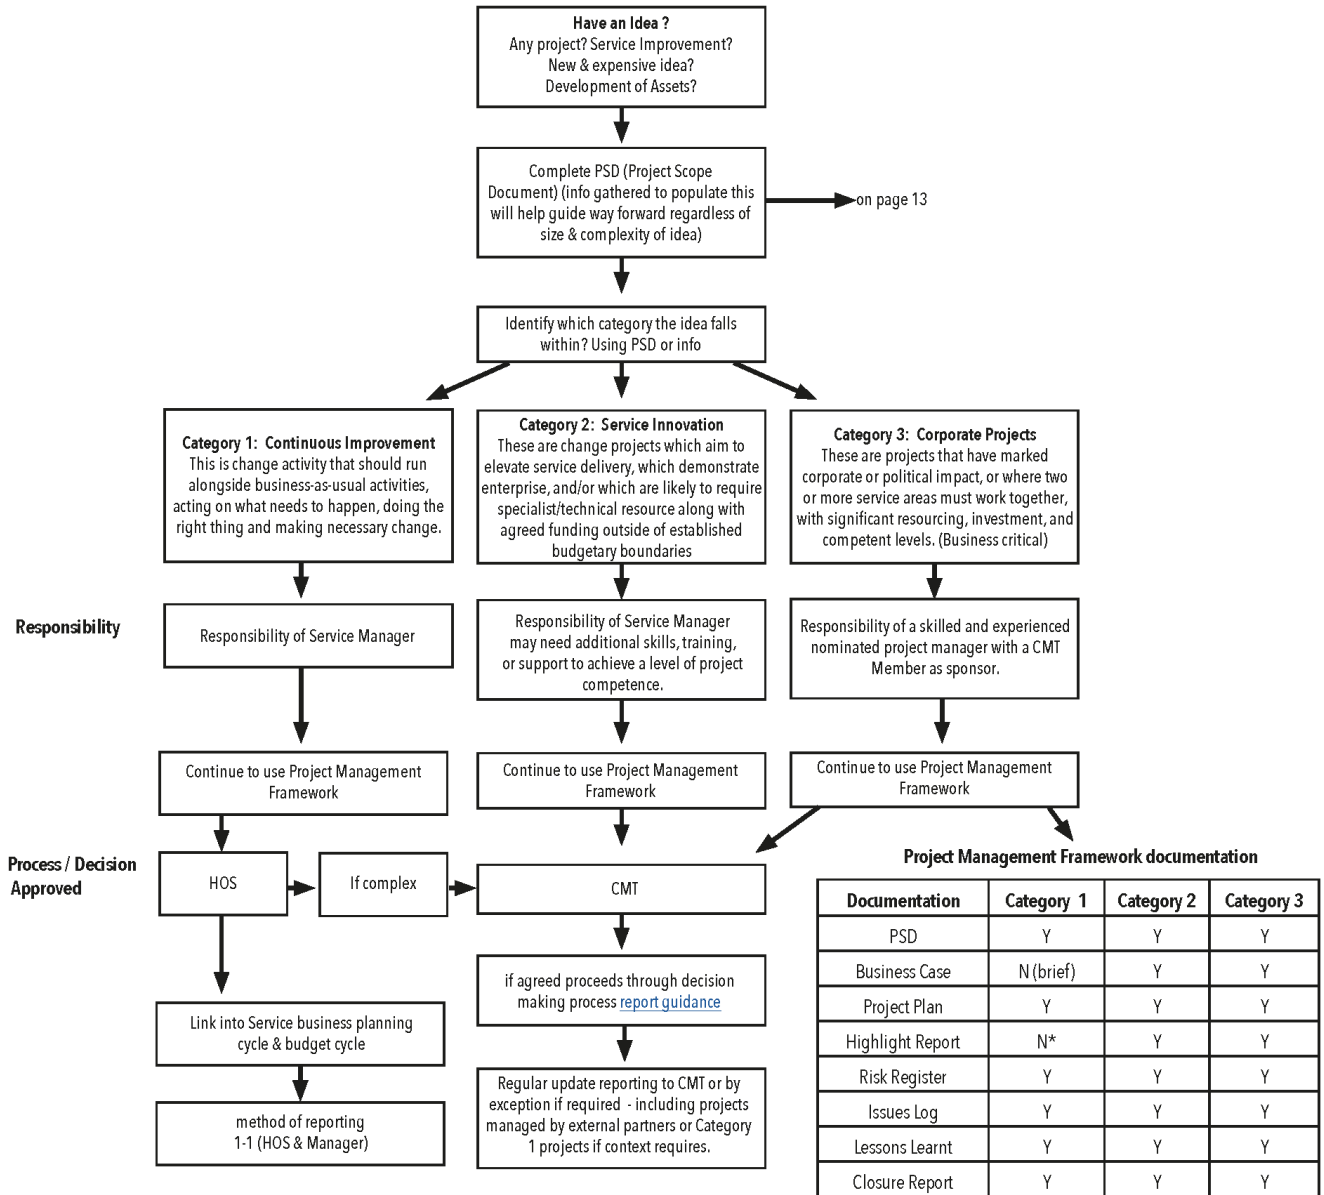 Have an Idea ?
Any project? Service Improvement?
New & expensive idea?
Development of Assets?
Complete PSD (Project Scope
Document) (info gathered to populate this
will help guide way forward regardless of
size & complexity of idea)
on page 13
Identify which category the idea falls
within? Using PSD or info
Category 1:  Continuous Improvement
This is change activity that should run
alongside business-as-usual activities,
acting on what needs to happen, doing the
right thing and making necessary change.
Category 2:  Service Innovation
These are change projects which aim to
elevate service delivery, which demonstrate
enterprise, and/or which are likely to require
specialist/technical resource along with
agreed funding outside of established
budgetary boundaries
Category 3:  Corporate Projects
These are projects that have marked
corporate or political impact, or where two
or more service areas must work together,
with significant resourcing, investment, and
competent levels. (Business critical)
Responsibility
Responsibility of Service Manager
Responsibility of Service Manager
may need additional skills, training,
or support to achieve a level of project
competence.
Responsibility of a skilled and experienced
nominated project manager with a CMT
Member as sponsor.
Continue to use Project Management
Framework
Continue to use Project Management
Framework
Continue to use Project Management
Framework
Process / Decision
Approved
HOS
If complex
CMT
Link into Service business planning
cycle & budget cycle
method of reporting
1-1 (HOS & Manager)
if agreed proceeds through decision
making process report guidance
Regular update reporting to CMT or by
exception if required  - including projects
managed by external partners or Category
1 projects if context requires.
Project Management Framework documentation
Documentation Category  1 Category 2 Category 3
PSD Y Y Y
Business Case N (brief) Y Y
Project Plan Y Y Y
Highlight Report N* Y Y
Risk Register Y Y Y
Issues Log Y Y Y
Lessons Learnt Y Y Y
Closure Report Y Y Y